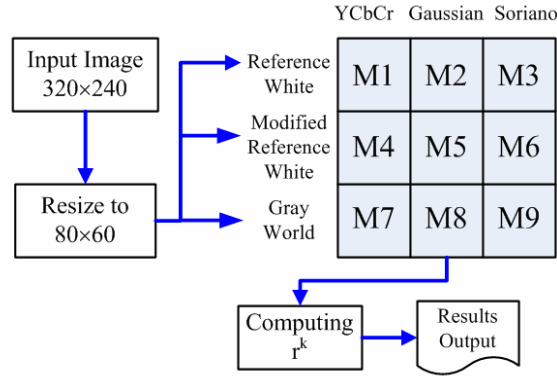 YCbCr Gaussian Soriano
Input Image
320×240
Reference
White
M1 M2 M3
Modified
Reference
White
M4 M5 M6
Resize to
80×60
Gray
World
M7 M8 M9
Computing
r^k
Results
Output